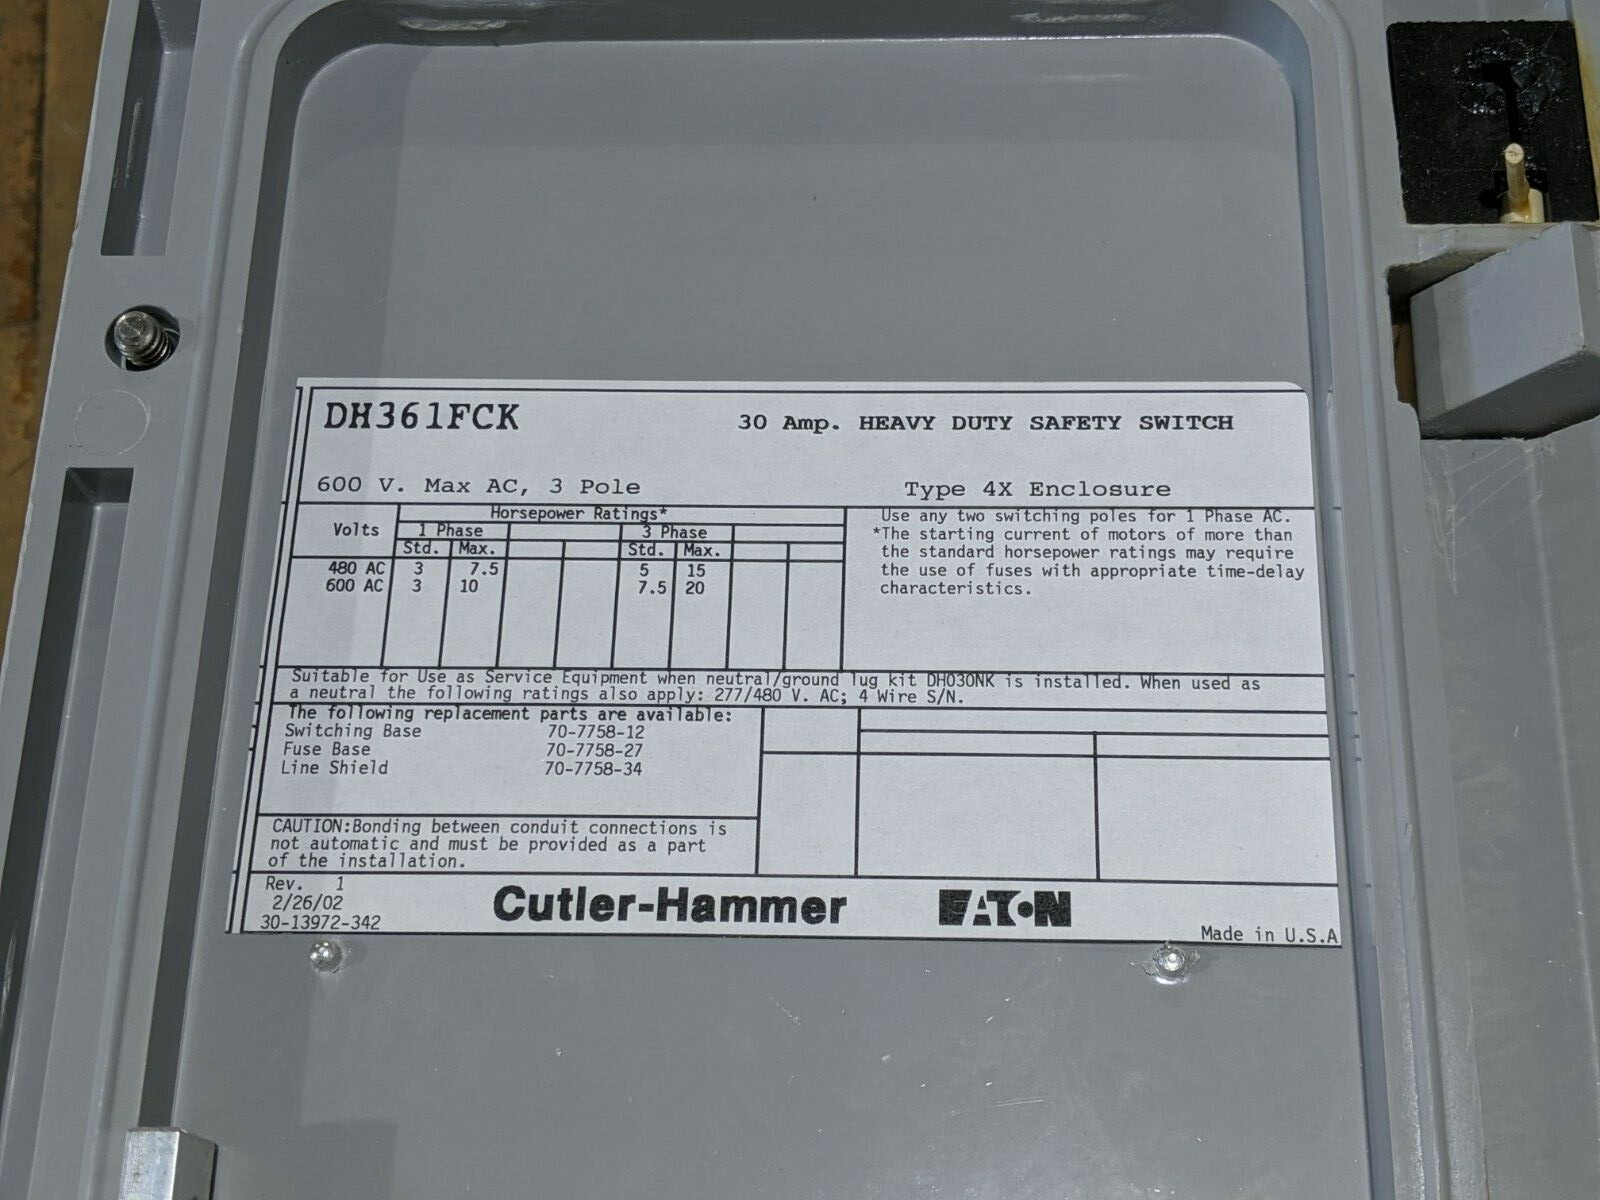 DH361FCK
30 Amp. HEAVY DUTY SAFETY SWITCH
600 V. Max AC, 3 Pole
Type 4X Enclosure
Horsepower Ratings*
Volts
1 Phase
3 Phase
Std. Max.
Std. Max.
480 AC 3 7.5 5 15
600 AC 3 10 7.5 20
Use any two switching poles for 1 Phase AC.
*The starting current of motors of more than
the standard horsepower ratings may require
the use of fuses with appropriate time-delay
characteristics.
Suitable for Use as Service Equipment when neutral/ground lug kit DH030NK is installed. When used as
a neutral the following ratings also apply: 277/480 V. AC; 4 Wire S/N.
The following replacement parts are available:
Switching Base 70-7758-12
Fuse Base 70-7758-27
Line Shield 70-7758-34
CAUTION:Bonding between conduit connections is
not automatic and must be provided as a part
of the installation.
Rev. 1
2/26/02
30-13972-342
Cutler-Hammer
EATON
Made in U.S.A